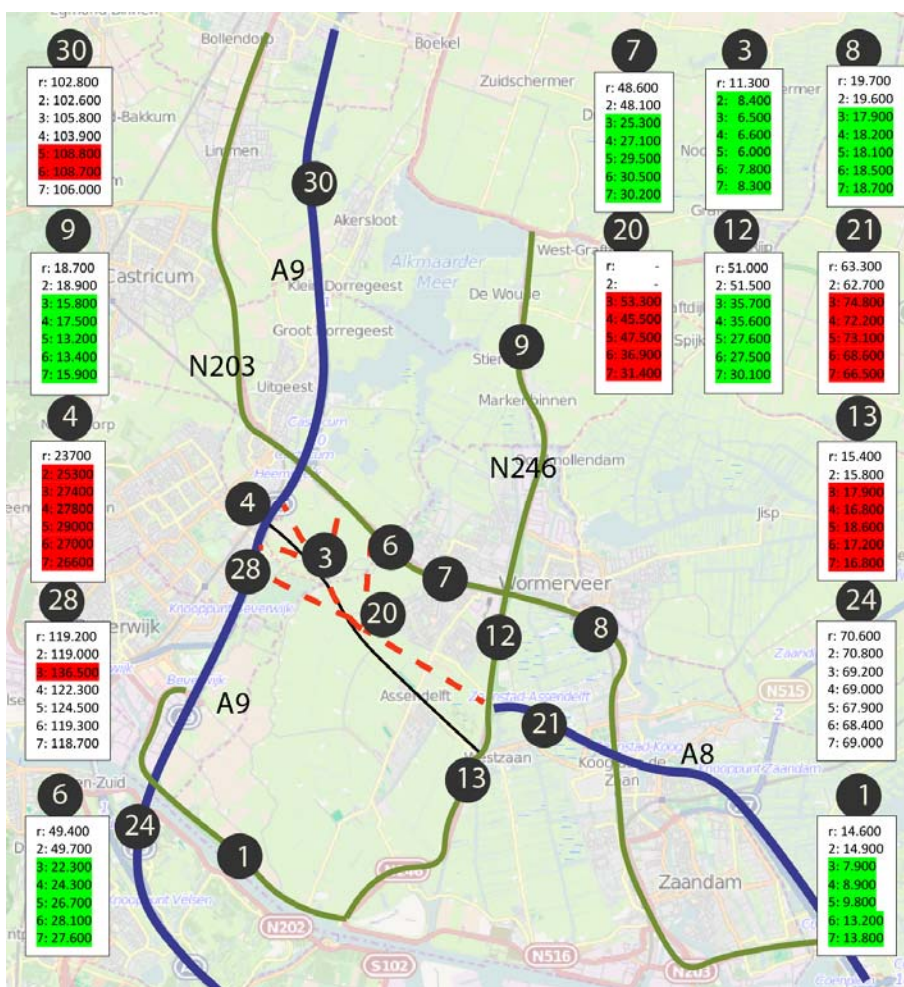 30
r: 102.800
2: 102.600
3: 105.800
4: 103.900
5: 108.800
6: 108.700
7: 106.000
7
r: 48.600
2: 48.100
3: 25.300
4: 27.100
5: 29.500
6: 30.500
7: 30.200
3
r: 11.300
2: 8.400
3: 6.500
4: 6.600
5: 6.000
6: 7.800
7: 8.300
8
r: 19.700
2: 19.600
3: 17.900
4: 18.200
5: 18.100
6: 18.500
7: 18.700
9
r: 18.700
2: 18.900
3: 15.800
4: 17.500
5: 13.200
6: 13.400
7: 15.900
20
r: -
2: -
3: 53.300
4: 45.500
5: 47.500
6: 36.900
7: 31.400
12
r: 51.000
2: 51.500
3: 35.700
4: 35.600
5: 27.600
6: 27.500
7: 30.100
21
r: 63.300
2: 62.700
3: 74.800
4: 72.200
5: 73.100
6: 68.600
7: 66.500
4
r: 23700
2: 25300
3: 27400
4: 27800
5: 29000
6: 27000
7: 26600
13
r: 15.400
2: 15.800
3: 17.900
4: 16.800
5: 18.600
6: 17.200
7: 16.800
28
r: 119.200
2: 119.000
3: 136.500
4: 122.300
5: 124.500
6: 119.300
7: 118.700
24
r: 70.600
2: 70.800
3: 69.200
4: 69.000
5: 67.900
6: 68.400
7: 69.000
6
r: 49.400
2: 49.700
3: 22.300
4: 24.300
5: 26.700
6: 28.100
7: 27.600
1
r: 14.600
2: 14.900
3: 7.900
4: 8.900
5: 9.800
6: 13.200
7: 13.800
Bollendorp
Boekel
Zuidschermer
Limmen
30
Akersloot
A9
Castricum
Alkmaarder
Meer
Klein Dorregeest
De Woude
Groot Dorregeest
N203
Uitgeest
9
Markenbinnen
N246
Jisp
4
3
6
28
7
Wormerveer
20
8
12
Knooppunt Beverwijk
Beverwijk
A9
Assendelft
Zaanstad-Assendelft
21
A8
N515
Westzaan
13
Knooppunt Zaandam
24
1
Zaandam
Knooppunt Velsen
N202
N516
S102
N203